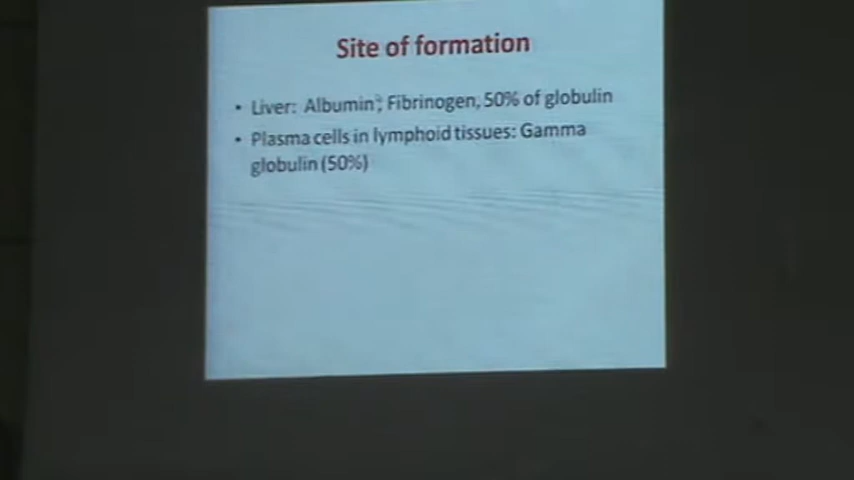 Site of formation
• Liver: Albumin, Fibrinogen, 50% of globulin
• Plasma cells in lymphoid tissues: Gamma
globulin (50%)